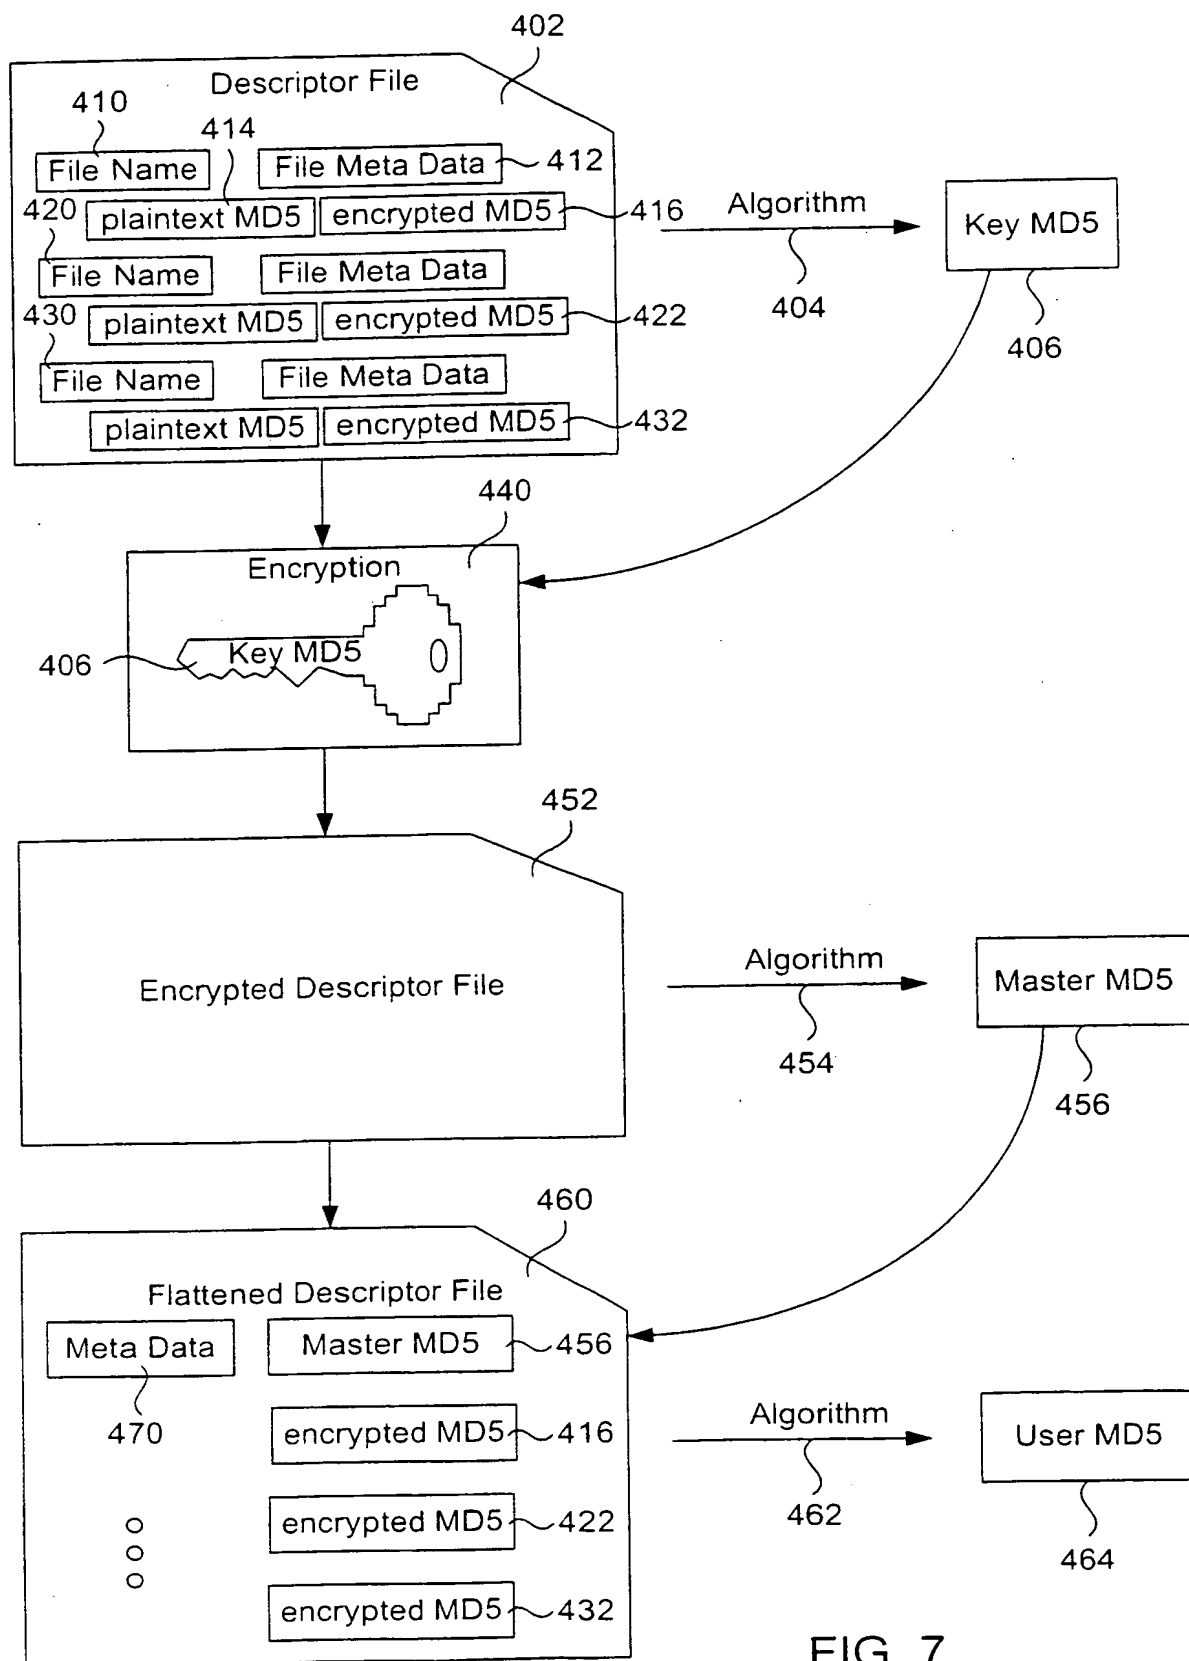 402
Descriptor File
410
414
File Name
File Meta Data
412
420
plaintext MD5
encrypted MD5
416
Algorithm
404
Key MD5
406
File Name
File Meta Data
430
plaintext MD5
encrypted MD5
422
File Name
File Meta Data
plaintext MD5
encrypted MD5
432
440
Encryption
406
Key MD5
452
Encrypted Descriptor File
Algorithm
454
Master MD5
456
460
Flattened Descriptor File
Meta Data
470
Master MD5
456
encrypted MD5
416
Algorithm
462
User MD5
464
encrypted MD5
422
encrypted MD5
432
FIG. 7